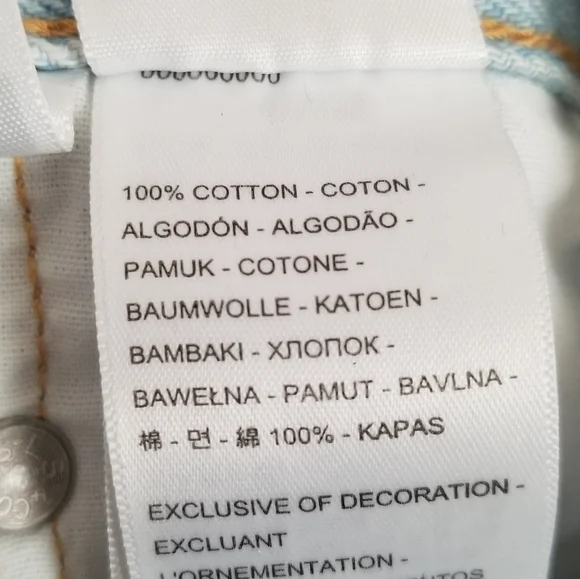 100% COTTON - COTON -
ALGODÓN - ALGODÃO -
PAMUK - COTONE -
BAUMWOLLE - KATOEN -
BAMBAKI - ХЛОПОК -
BAWEŁNA - PAMUT - BAVLNA -
棉 - 면 - 綿 100% - KAPAS
EXCLUSIVE OF DECORATION -
EXCLUANT
L'ORNEMENTATION -